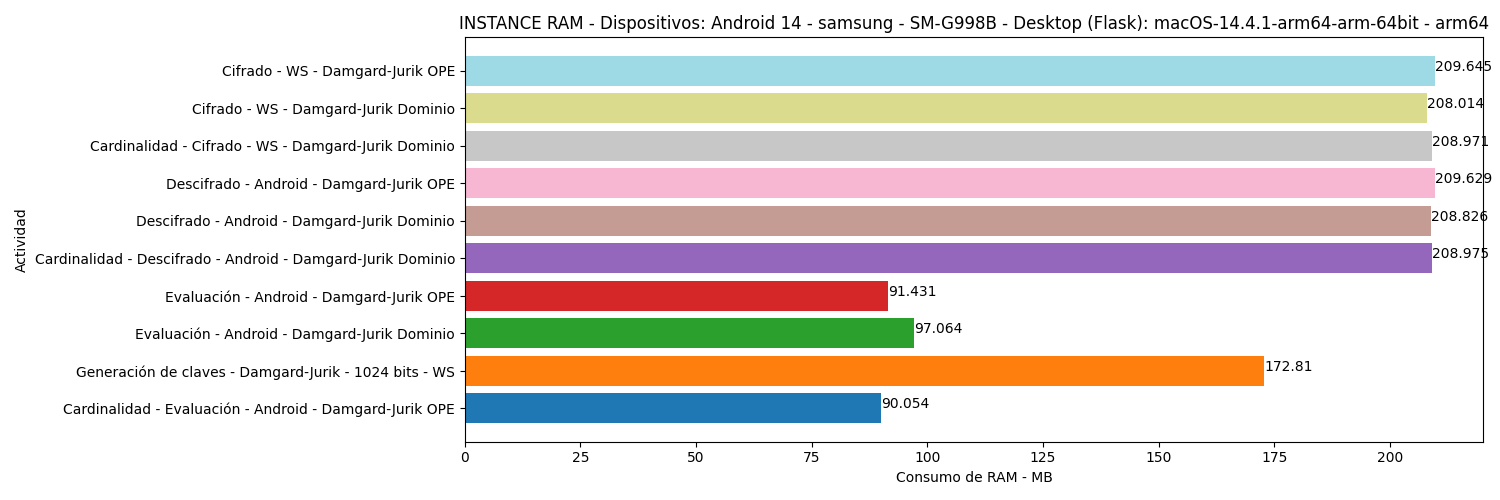 INSTANCE RAM - Dispositivos: Android 14 - samsung - SM-G998B - Desktop (Flask): macOS-14.4.1-arm64-arm-64bit - arm64
Actividad
Cifrado - WS - Damgard-Jurik OPE 209.645
Cifrado - WS - Damgard-Jurik Dominio 208.014
Cardinalidad - Cifrado - WS - Damgard-Jurik Dominio 208.971
Descifrado - Android - Damgard-Jurik OPE 209.629
Descifrado - Android - Damgard-Jurik Dominio 208.826
Cardinalidad - Descifrado - Android - Damgard-Jurik Dominio 208.975
Evaluación - Android - Damgard-Jurik OPE 91.431
Evaluación - Android - Damgard-Jurik Dominio 97.064
Generación de claves - Damgard-Jurik - 1024 bits - WS 172.81
Cardinalidad - Evaluación - Android - Damgard-Jurik OPE 90.054
0 25 50 75 100 125 150 175 200
Consumo de RAM - MB